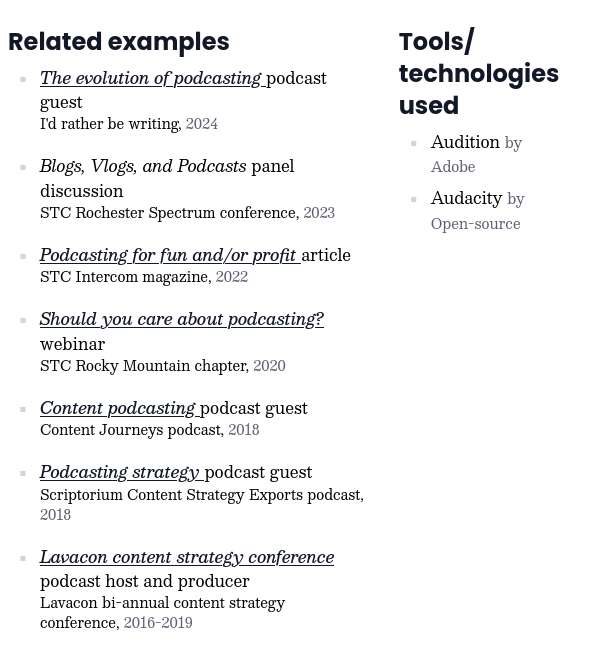 Related examples
The evolution of podcasting podcast
guest
I'd rather be writing, 2024
Blogs, Vlogs, and Podcasts panel
discussion
STC Rochester Spectrum conference, 2023
Podcasting for fun and/or profit article
STC Intercom magazine, 2022
Should you care about podcasting?
webinar
STC Rocky Mountain chapter, 2020
Content podcasting podcast guest
Content Journeys podcast, 2018
Podcasting strategy podcast guest
Scriptorium Content Strategy Exports podcast,
2018
Lavacon content strategy conference
podcast host and producer
Lavacon bi-annual content strategy
conference, 2016-2019
Tools/
technologies
used
Audition by
Adobe
Audacity by
Open-source